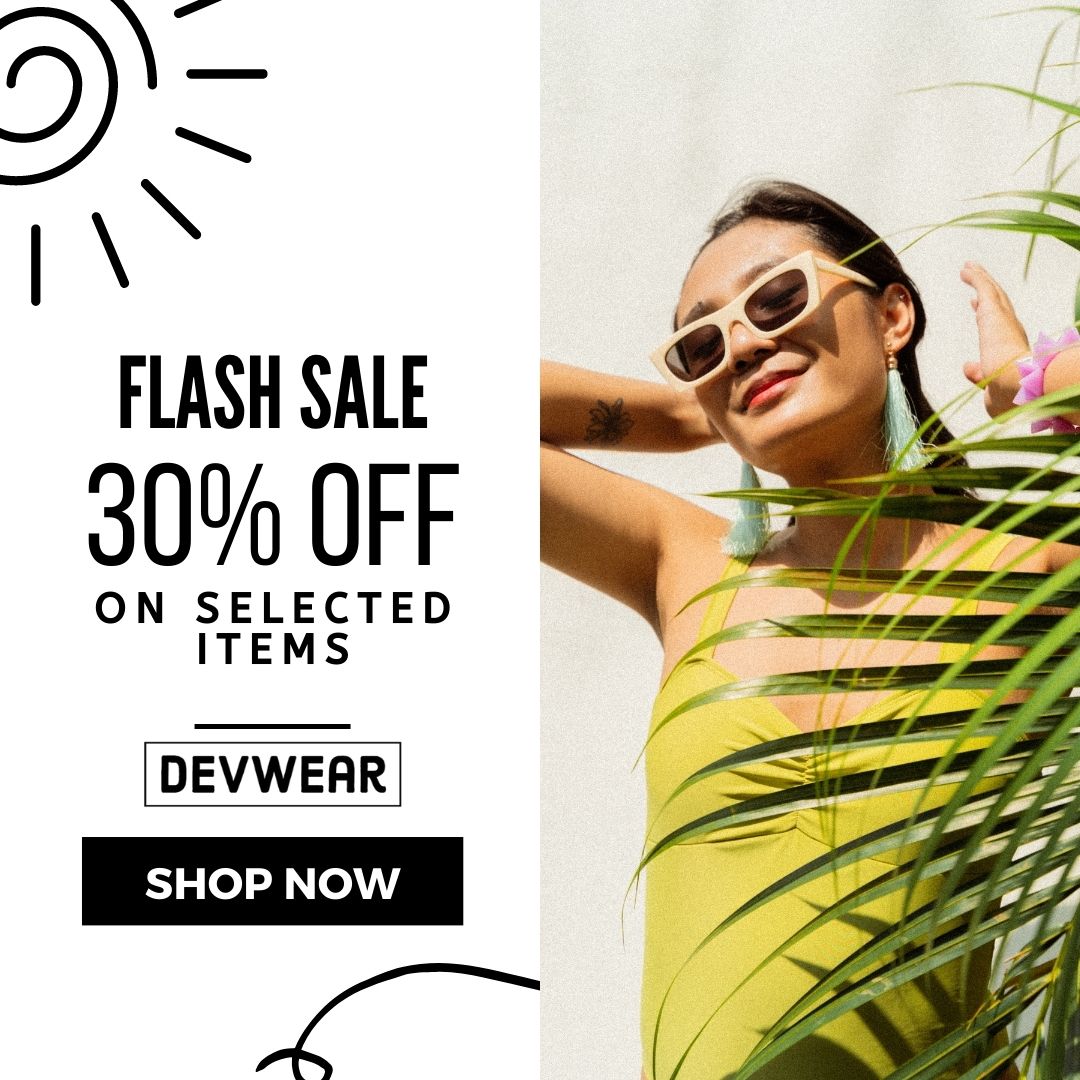 FLASH SALE
30% OFF
ON SELECTED
ITEMS
DEVWEAR
SHOP NOW